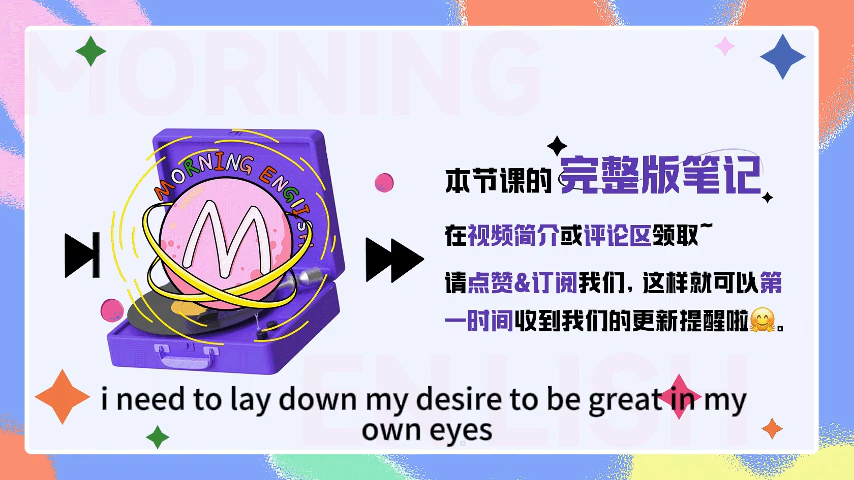 MORNING
MORNING ENGLISH
M
本节课的 完整版笔记
在视频简介或评论区领取~
请点赞&订阅我们，这样就可以第
一时间收到我们的更新提醒啦🤗。
ENGLISH
i need to lay down my desire to be great in my
own eyes